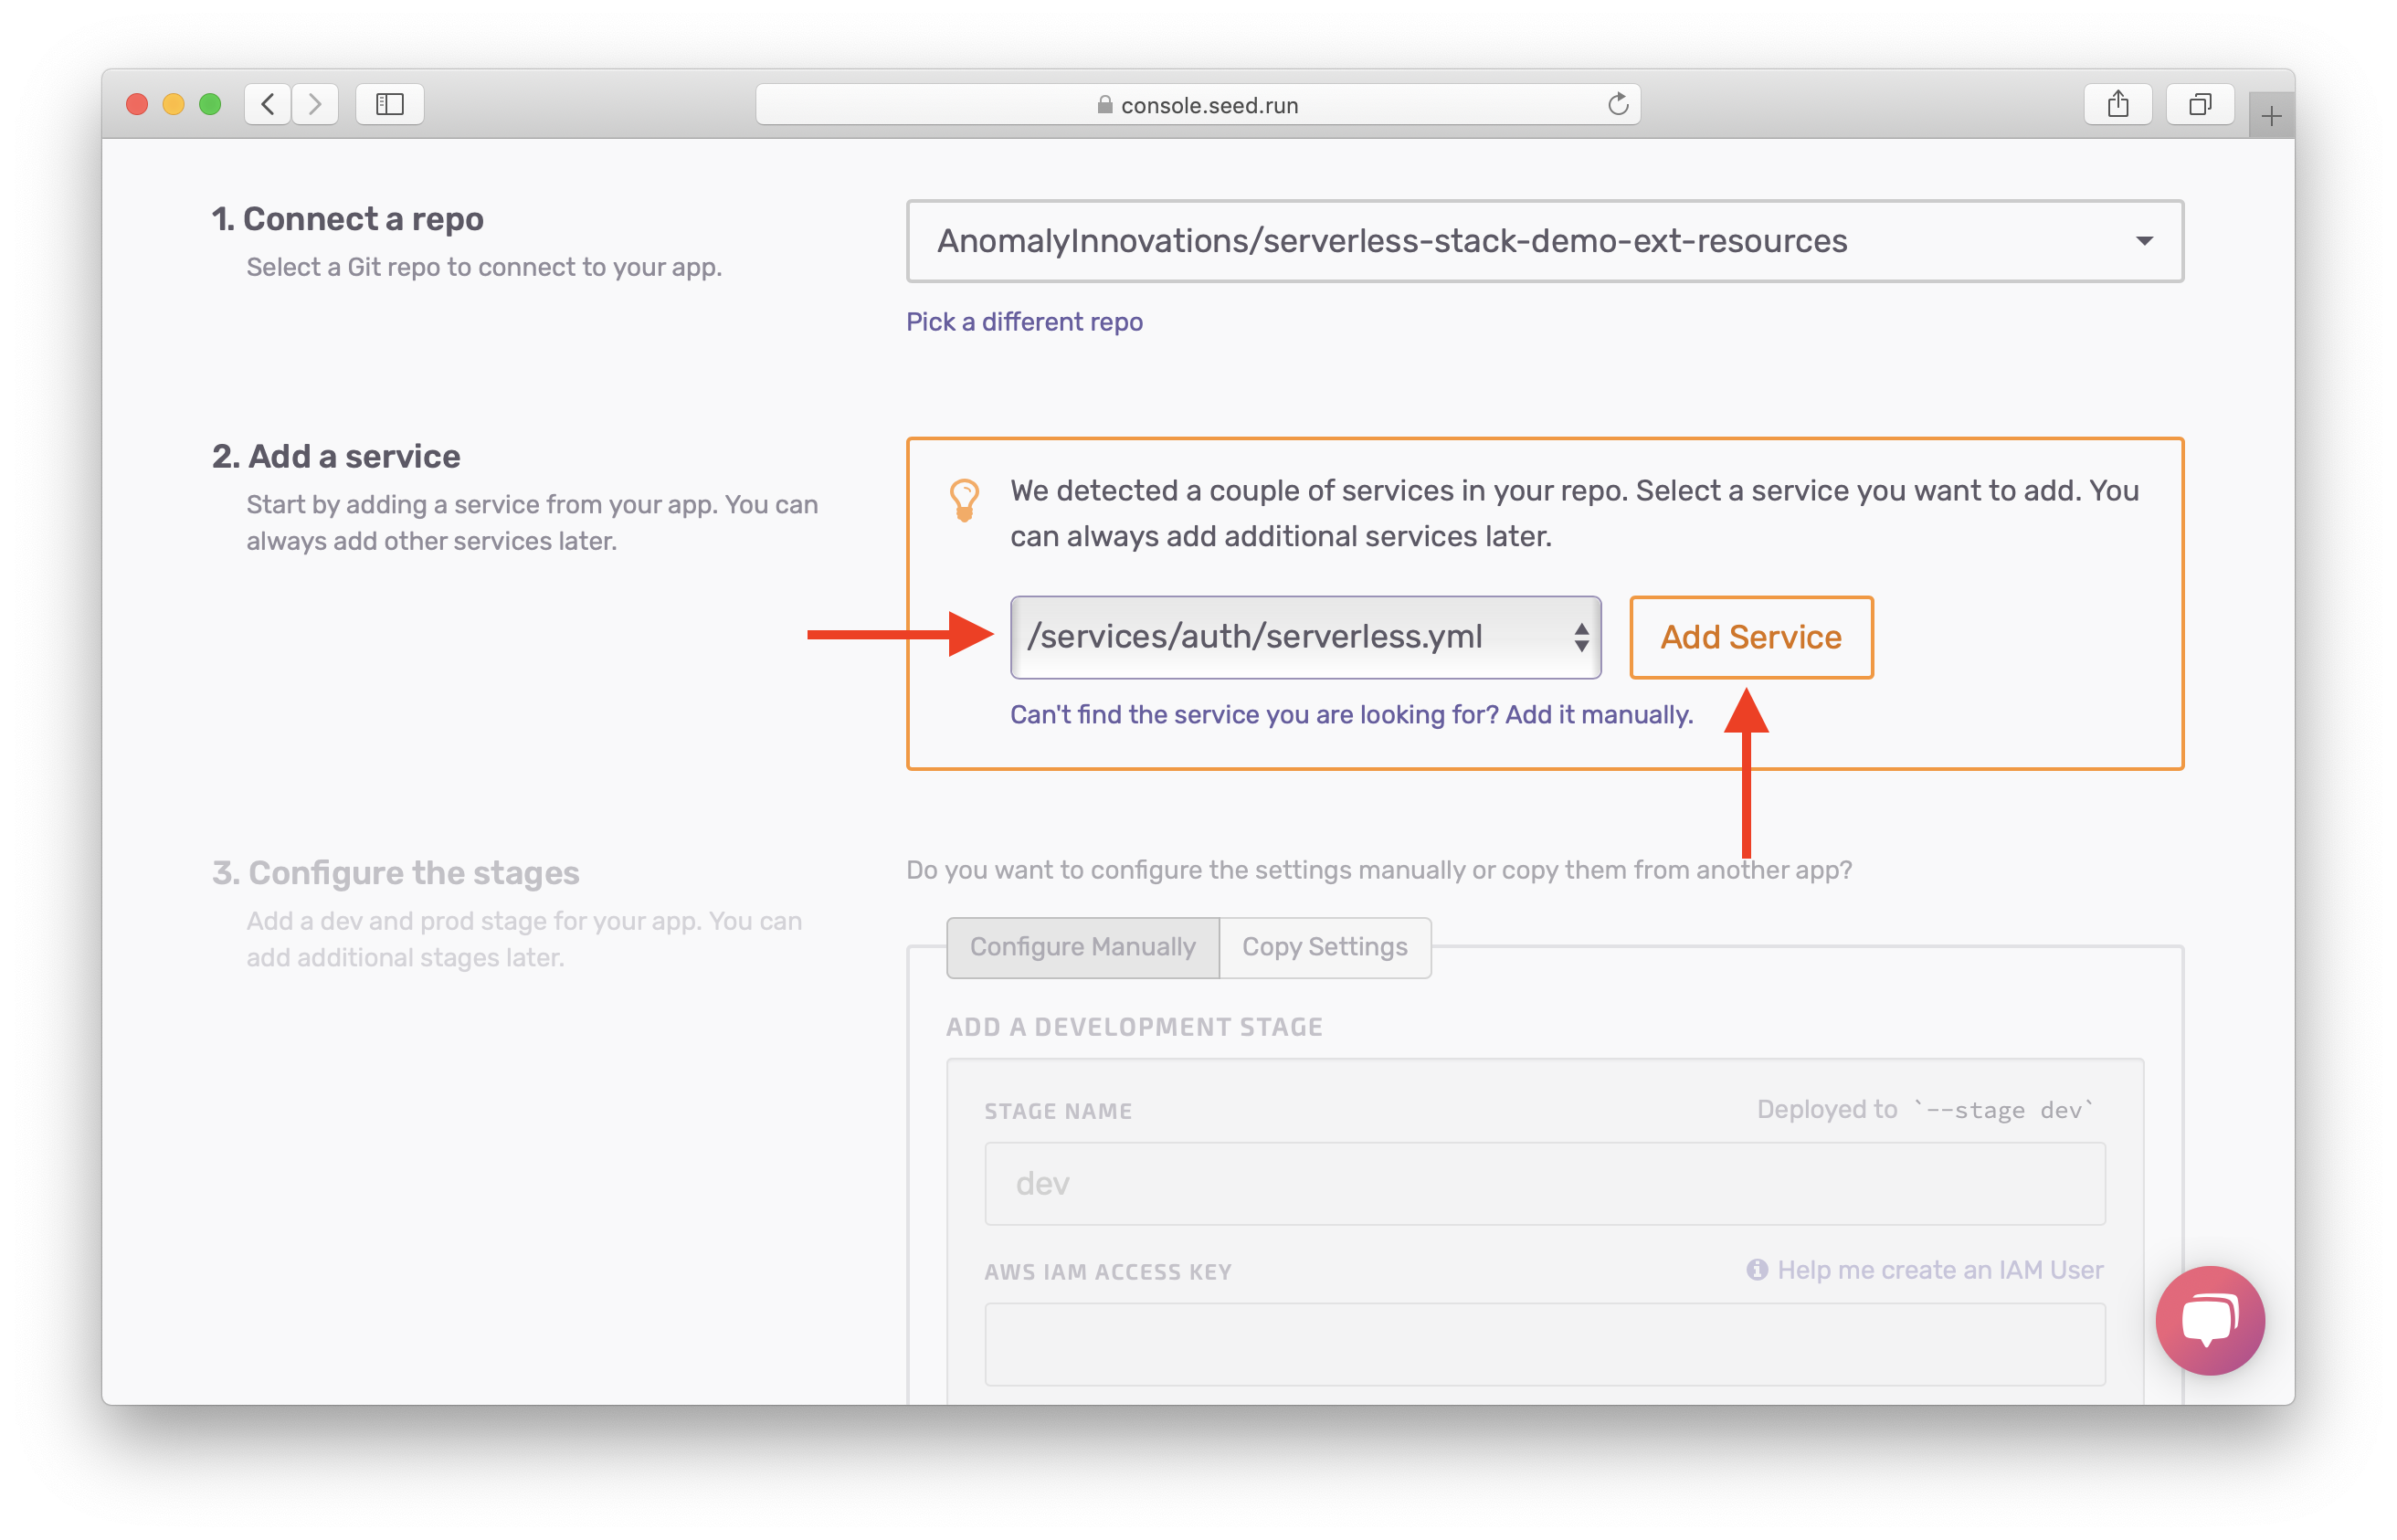 console.seed.run
1. Connect a repo
Select a Git repo to connect to your app.
AnomalyInnovations/serverless-stack-demo-ext-resources
Pick a different repo
2. Add a service
Start by adding a service from your app. You can
always add other services later.
We detected a couple of services in your repo. Select a service you want to add. You
can always add additional services later.
/services/auth/serverless.yml
Add Service
Can't find the service you are looking for? Add it manually.
3. Configure the stages
Add a dev and prod stage for your app. You can
add additional stages later.
Do you want to configure the settings manually or copy them from another app?
Configure Manually
Copy Settings
ADD A DEVELOPMENT STAGE
STAGE NAME
Deployed to `--stage dev`
dev
AWS IAM ACCESS KEY
Help me create an IAM User